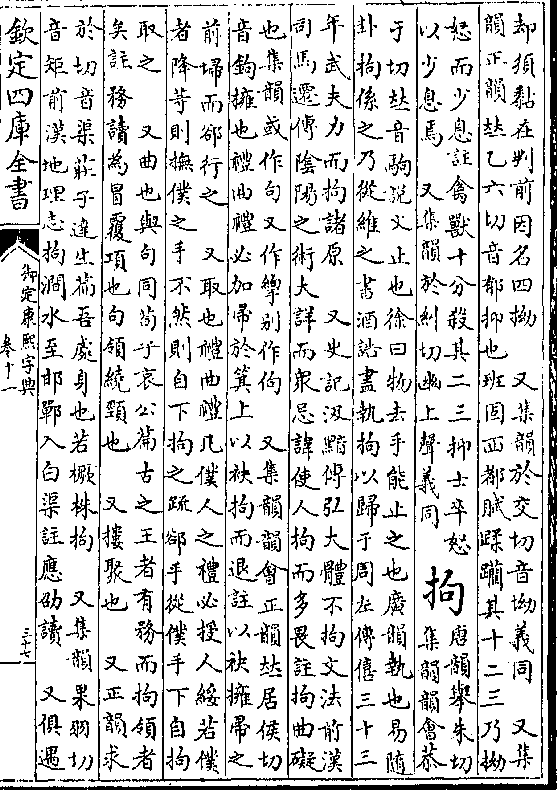 却須黏在判前因名四拗　又集韻於交切音坳義同　又集
韻正韻𠀤乙六切音郁抑也班固西都賦蹂躪其十二三乃拗
怒而少息註禽獸十分殺其二三抑士卒怒
以少息焉　又集韻於糾切幽上聲義同
拘
唐韻舉朱切
集韻韻會恭
于切𠀤音駒說文止也徐曰物去手能止之也廣韻執也易隨
卦拘係之乃從維之書酒誥盡執拘以歸于周左傳僖三十三
年武夫力而拘諸原　又史記汲黯傳弘大體不拘文法前漢
司馬遷傳陰陽之術大詳而衆忌諱使人拘而多畏註拘曲礙
也集韻或作句又作别作佝　又集韻韻會正韻𠀤居侯切
音鉤擁也禮曲禮必加帚於箕上以袂拘而退註以袂擁帚之
前埽而卻行之　又取也禮曲禮凡僕人之禮必授人綏若僕
者降等則撫僕之手不然則自下拘之疏卻手從僕手下自拘
取之　又曲也與句同荀子哀公篇古之王者有務而拘領者
矣註務讀為冒覆項也句領繞頸也　又摟聚也　又正韻求
於切音渠莊子達生篇吾處身也若橛株拘　又集韻果羽切
音矩前漢地理志拘澗水至邯鄲入白渠註應劭讀　又俱遇
欽定四庫全書
御定康熙字典
卷十一
三十七